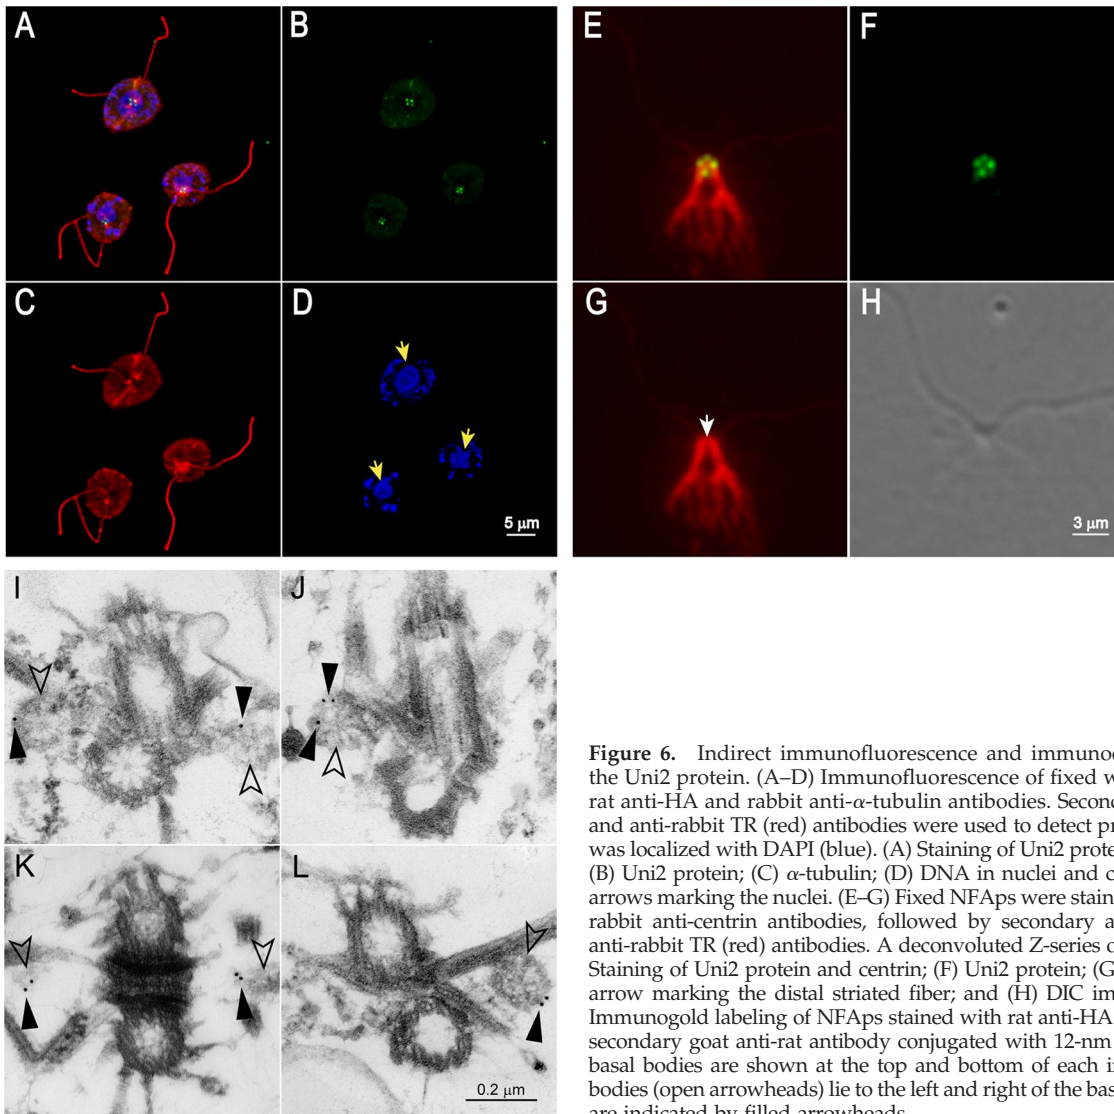 A
B
E
F
C
D
5 μm
G
H
3 μm
I
J
K
L
0.2 μm
Figure 6. Indirect immunofluorescence and immuno
the Uni2 protein. (A–D) Immunofluorescence of fixed w
rat anti-HA and rabbit anti-α-tubulin antibodies. Second
and anti-rabbit TR (red) antibodies were used to detect pr
was localized with DAPI (blue). (A) Staining of Uni2 prote
(B) Uni2 protein; (C) α-tubulin; (D) DNA in nuclei and c
arrows marking the nuclei. (E–G) Fixed NFAps were stain
rabbit anti-centrin antibodies, followed by secondary a
anti-rabbit TR (red) antibodies. A deconvoluted Z-series o
Staining of Uni2 protein and centrin; (F) Uni2 protein; (G
arrow marking the distal striated fiber; and (H) DIC im
Immunogold labeling of NFAps stained with rat anti-HA
secondary goat anti-rat antibody conjugated with 12-nm
basal bodies are shown at the top and bottom of each i
bodies (open arrowheads) lie to the left and right of the bas
are indicated by filled arrowheads.